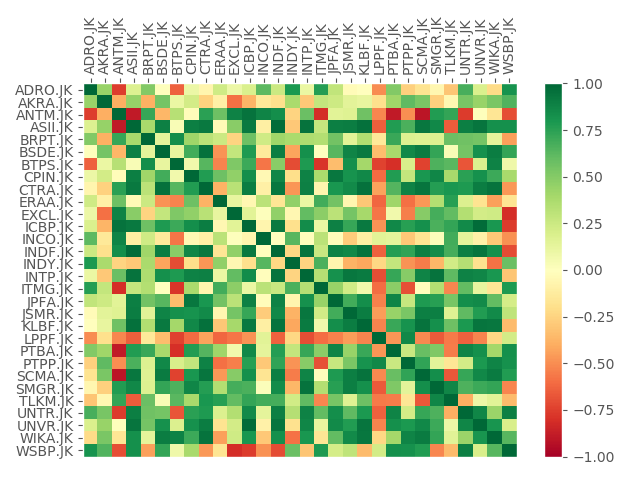 ADRO.JK AKRA.JK ANTM.JK ASII.JK BRPT.JK BSDE.JK BTPS.JK CPIN.JK CTRA.JK ERAA.JK EXCL.JK ICBP.JK INCO.JK INDF.JK INDY.JK INTP.JK ITMG.JK JPFA.JK JSMR.JK KLBF.JK LPPF.JK PTBA.JK PTPP.JK SCMA.JK SMGR.JK TLKM.JK UNTR.JK UNVR.JK WIKA.JK WSBP.JK
ADRO.JK
AKRA.JK
ANTM.JK
ASII.JK
BRPT.JK
BSDE.JK
BTPS.JK
CPIN.JK
CTRA.JK
ERAA.JK
EXCL.JK
ICBP.JK
INCO.JK
INDF.JK
INDY.JK
INTP.JK
ITMG.JK
JPFA.JK
JSMR.JK
KLBF.JK
LPPF.JK
PTBA.JK
PTPP.JK
SCMA.JK
SMGR.JK
TLKM.JK
UNTR.JK
UNVR.JK
WIKA.JK
WSBP.JK
1.00
0.75
0.50
0.25
0.00
−0.25
−0.50
−0.75
−1.00